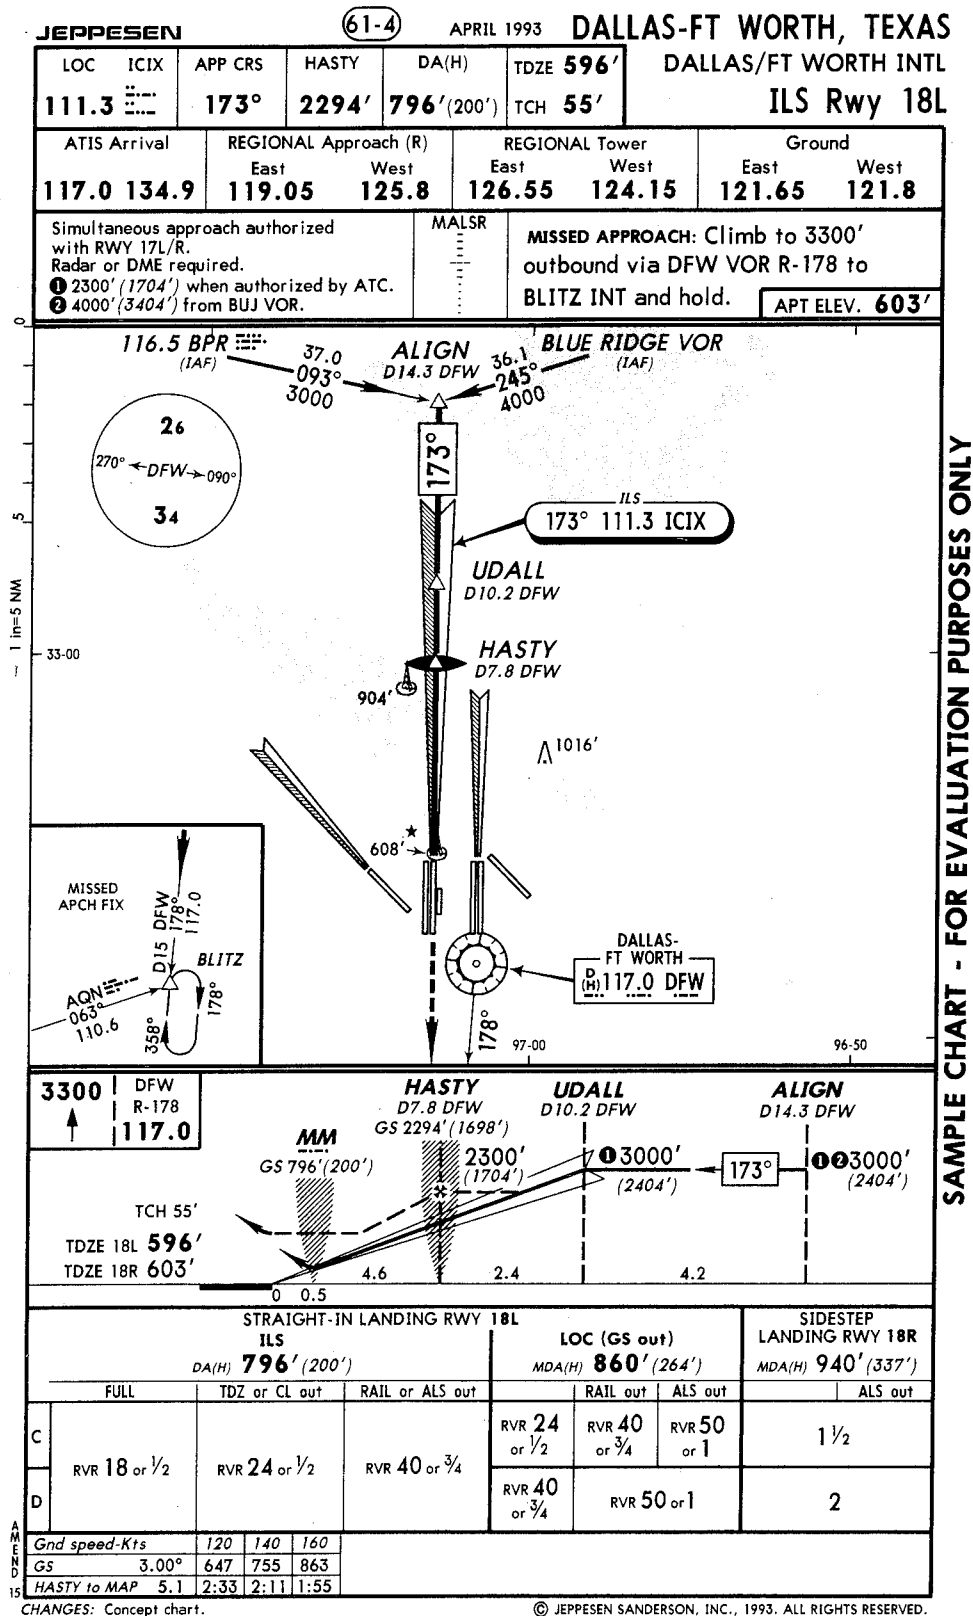 JEPPESEN 61-4 APRIL 1993 DALLAS-FT WORTH, TEXAS
DALLAS/FT WORTH INTL
ILS Rwy 18L
LOC ICIX APP CRS HASTY DA(H) TDZE 596'
111.3 173° 2294' 796'(200') TCH 55'
ATIS Arrival REGIONAL Approach (R) REGIONAL Tower Ground
East West East West East West
117.0 134.9 119.05 125.8 126.55 124.15 121.65 121.8
Simultaneous approach authorized
with RWY 17L/R.
Radar or DME required.
❶ 2300' (1704') when authorized by ATC.
❷ 4000' (3404') from BUJ VOR.
MALSR
MISSED APPROACH: Climb to 3300'
outbound via DFW VOR R-178 to
BLITZ INT and hold.
APT ELEV. 603'
0
5
1 in=5 NM
116.5 BPR
(IAF)
37.0
093°
3000
ALIGN
D14.3 DFW
36.1
245°
4000
BLUE RIDGE VOR
(IAF)
26
270° DFW 090°
34
173°
ILS
173° 111.3 ICIX
UDALL
D10.2 DFW
33-00
HASTY
D7.8 DFW
904'
1016'
608'
MISSED
APCH FIX
D15 DFW
178°
117.0
BLITZ
AQN
063°
110.6
358°
178°
DALLAS-
FT WORTH
D
(H) 117.0 DFW
178°
97-00
96-50
3300
DFW
R-178
117.0
HASTY
D7.8 DFW
GS 2294'(1698')
UDALL
D10.2 DFW
ALIGN
D14.3 DFW
MM
GS 796'(200')
2300'
(1704')
❶3000'
(2404')
173°
❶❷3000'
(2404')
TCH 55'
TDZE 18L 596'
TDZE 18R 603'
4.6 2.4 4.2
0 0.5
STRAIGHT-IN LANDING RWY 18L
ILS
DA(H) 796'(200')
LOC (GS out)
MDA(H) 860'(264')
SIDESTEP
LANDING RWY 18R
MDA(H) 940'(337')
FULL TDZ or CL out RAIL or ALS out RAIL out ALS out ALS out
C
RVR 24 or ½
RVR 40 or ¾
RVR 50 or 1
1½
RVR 18 or ½
RVR 24 or ½
RVR 40 or ¾
D
RVR 40 or ¾
RVR 50 or 1
2
Gnd speed-Kts 120 140 160
GS 3.00° 647 755 863
HASTY to MAP 5.1 2:33 2:11 1:55
AMEND 15
CHANGES: Concept chart.
© JEPPESEN SANDERSON, INC., 1993. ALL RIGHTS RESERVED.
SAMPLE CHART - FOR EVALUATION PURPOSES ONLY